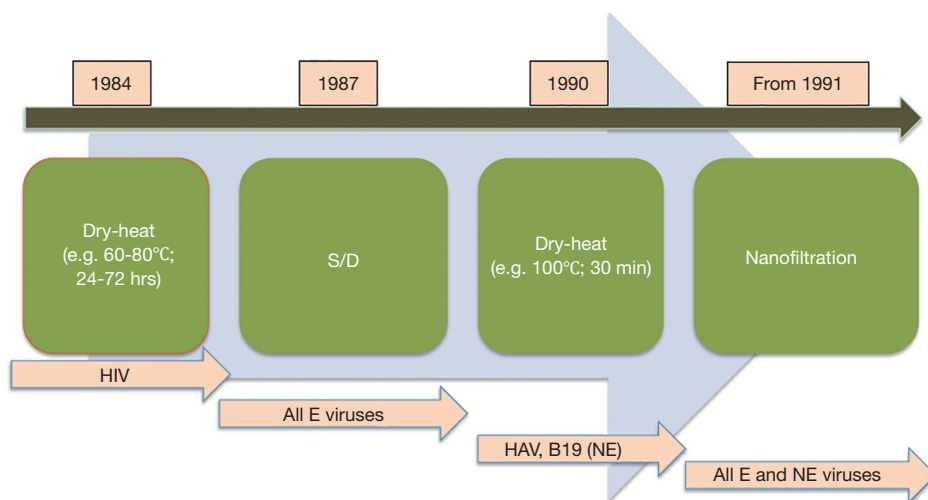 1984
1987
1990
From 1991
Dry-heat
(e.g. 60-80℃;
24-72 hrs)
S/D
Dry-heat
(e.g. 100℃; 30 min)
Nanofiltration
HIV
All E viruses
HAV, B19 (NE)
All E and NE viruses